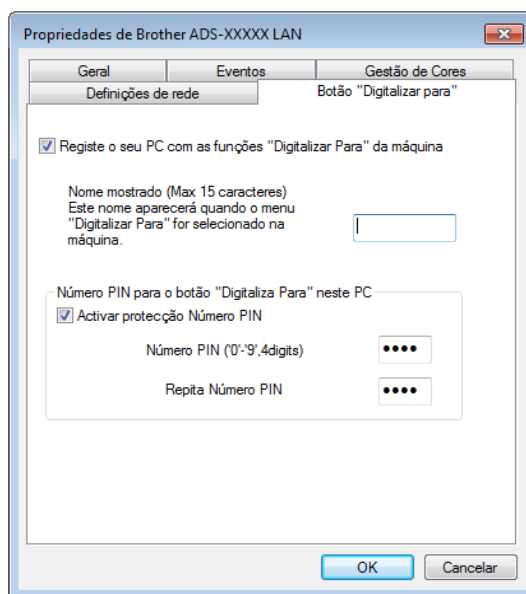 Propriedades de Brother ADS-XXXXX LAN
Geral
Eventos
Gestão de Cores
Definições de rede
Botão "Digitalizar para"
Registe o seu PC com as funções "Digitalizar Para" da máquina
Nome mostrado (Max 15 caracteres)
Este nome aparecerá quando o menu
"Digitalizar Para" for selecionado na
máquina.
Número PIN para o botão "Digitaliza Para" neste PC
Activar protecção Número PIN
Número PIN ('0'-'9',4digits)
••••
Repita Número PIN
••••
OK
Cancelar